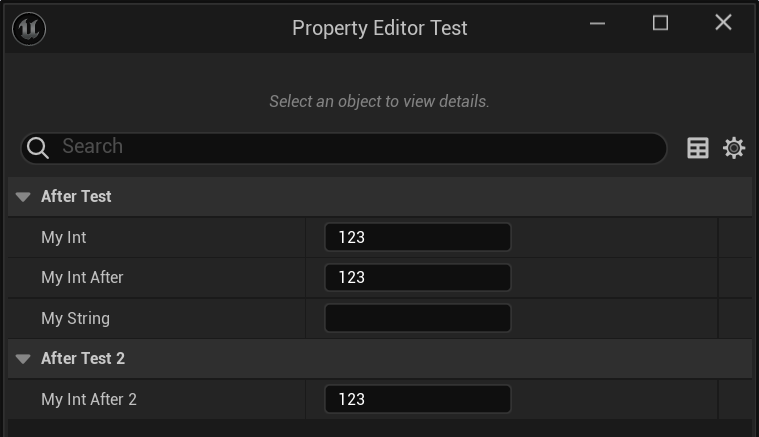 Property Editor Test
Select an object to view details.
Search
After Test
My Int 123
My Int After 123
My String
After Test 2
My Int After 2 123